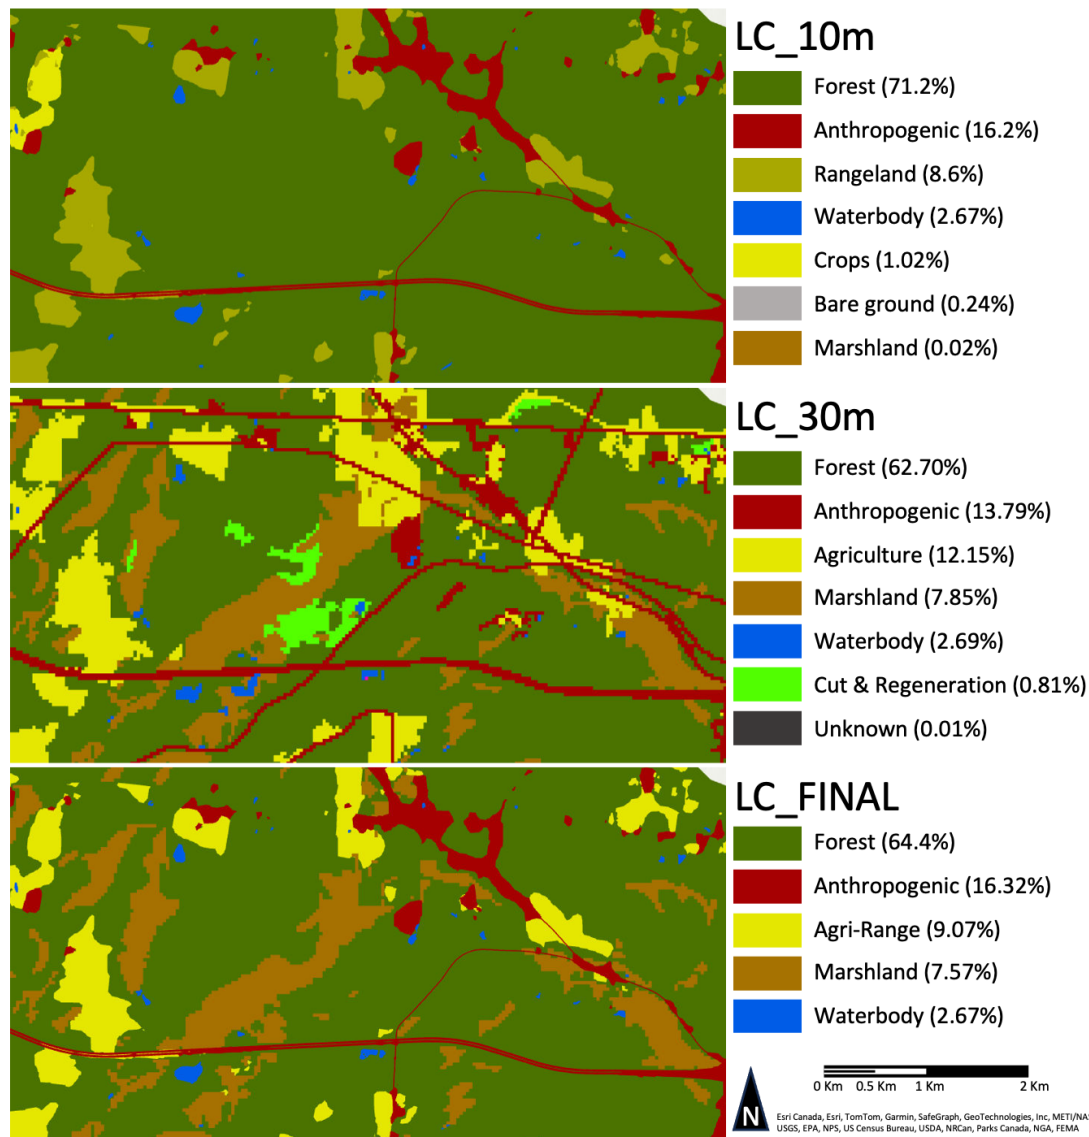 LC_10m
Forest (71.2%)
Anthropogenic (16.2%)
Rangeland (8.6%)
Waterbody (2.67%)
Crops (1.02%)
Bare ground (0.24%)
Marshland (0.02%)
LC_30m
Forest (62.70%)
Anthropogenic (13.79%)
Agriculture (12.15%)
Marshland (7.85%)
Waterbody (2.69%)
Cut & Regeneration (0.81%)
Unknown (0.01%)
LC_FINAL
Forest (64.4%)
Anthropogenic (16.32%)
Agri-Range (9.07%)
Marshland (7.57%)
Waterbody (2.67%)
0 Km 0.5 Km 1 Km 2 Km
N
Esri Canada, Esri, TomTom, Garmin, SafeGraph, GeoTechnologies, Inc, METI/NA
USGS, EPA, NPS, US Census Bureau, USDA, NRCan, Parks Canada, NGA, FEMA